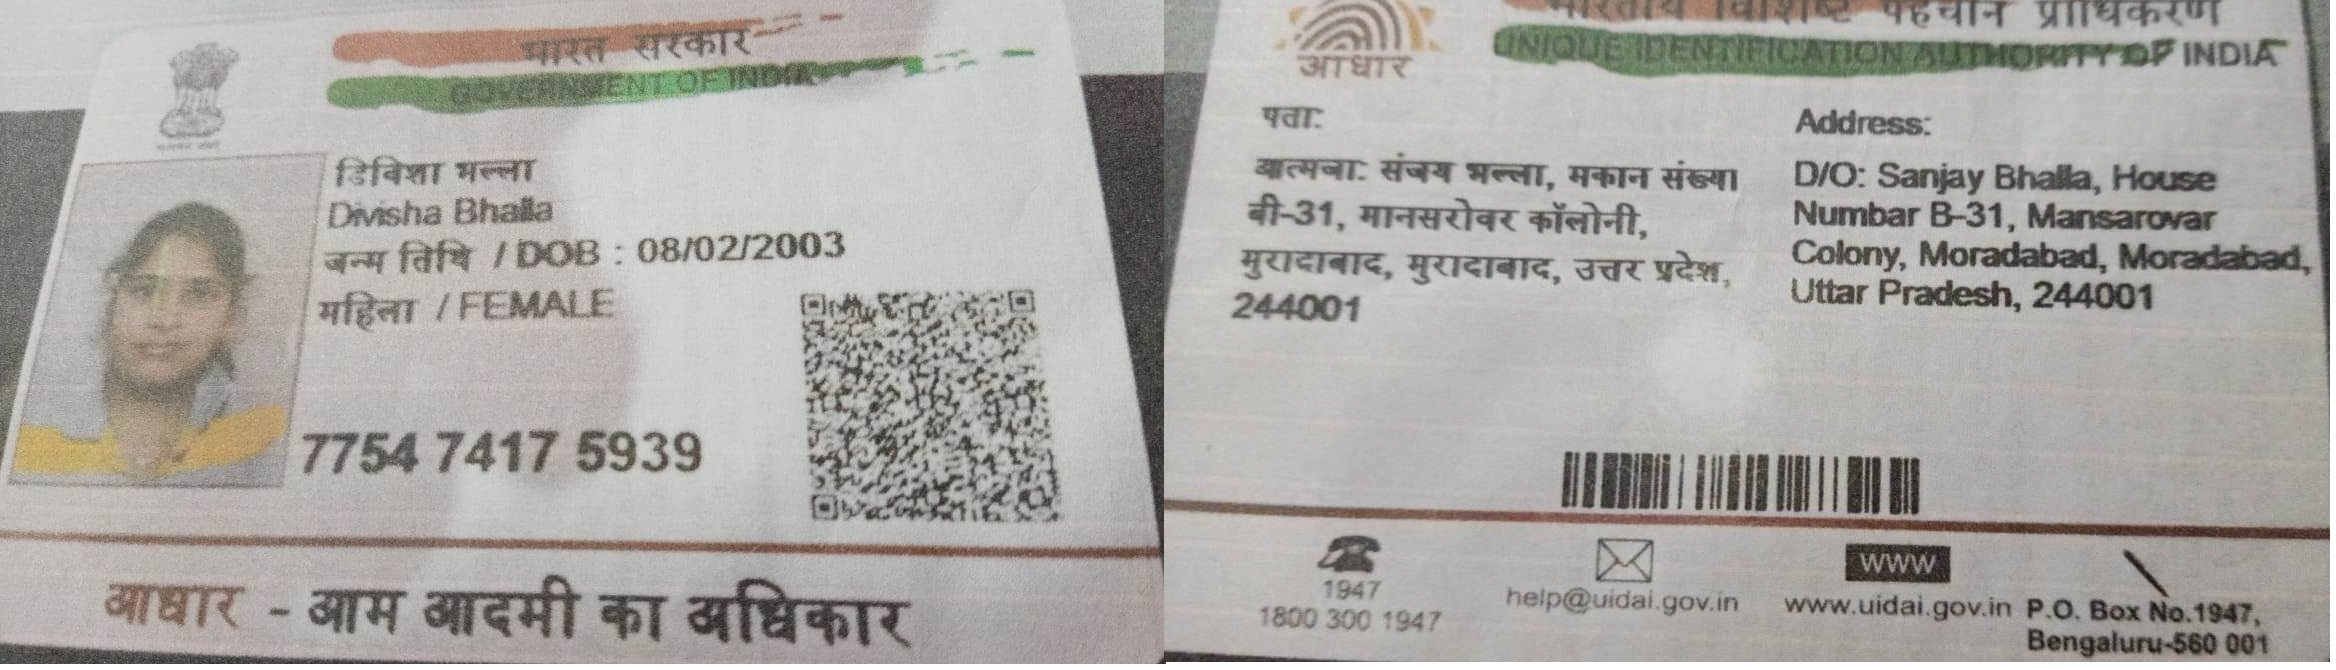 भारत सरकार
GOVERNMENT OF INDIA
डिविशा भल्ला
Divisha Bhalla
जन्म तिथि / DOB : 08/02/2003
महिला / FEMALE
7754 7417 5939
आधार - आम आदमी का अधिकार
भारतीय विशिष्ट पहचान प्राधिकरण
UNIQUE IDENTIFICATION AUTHORITY OF INDIA
आधार
पता:
आत्मजा: संजय भल्ला, मकान संख्या
बी-31, मानसरोवर कॉलोनी,
मुरादाबाद, मुरादाबाद, उत्तर प्रदेश,
244001
Address:
D/O: Sanjay Bhalla, House
Numbar B-31, Mansarovar
Colony, Moradabad, Moradabad,
Uttar Pradesh, 244001
1947
1800 300 1947
help@uidai.gov.in
WWW
www.uidai.gov.in
P.O. Box No.1947,
Bengaluru-560 001